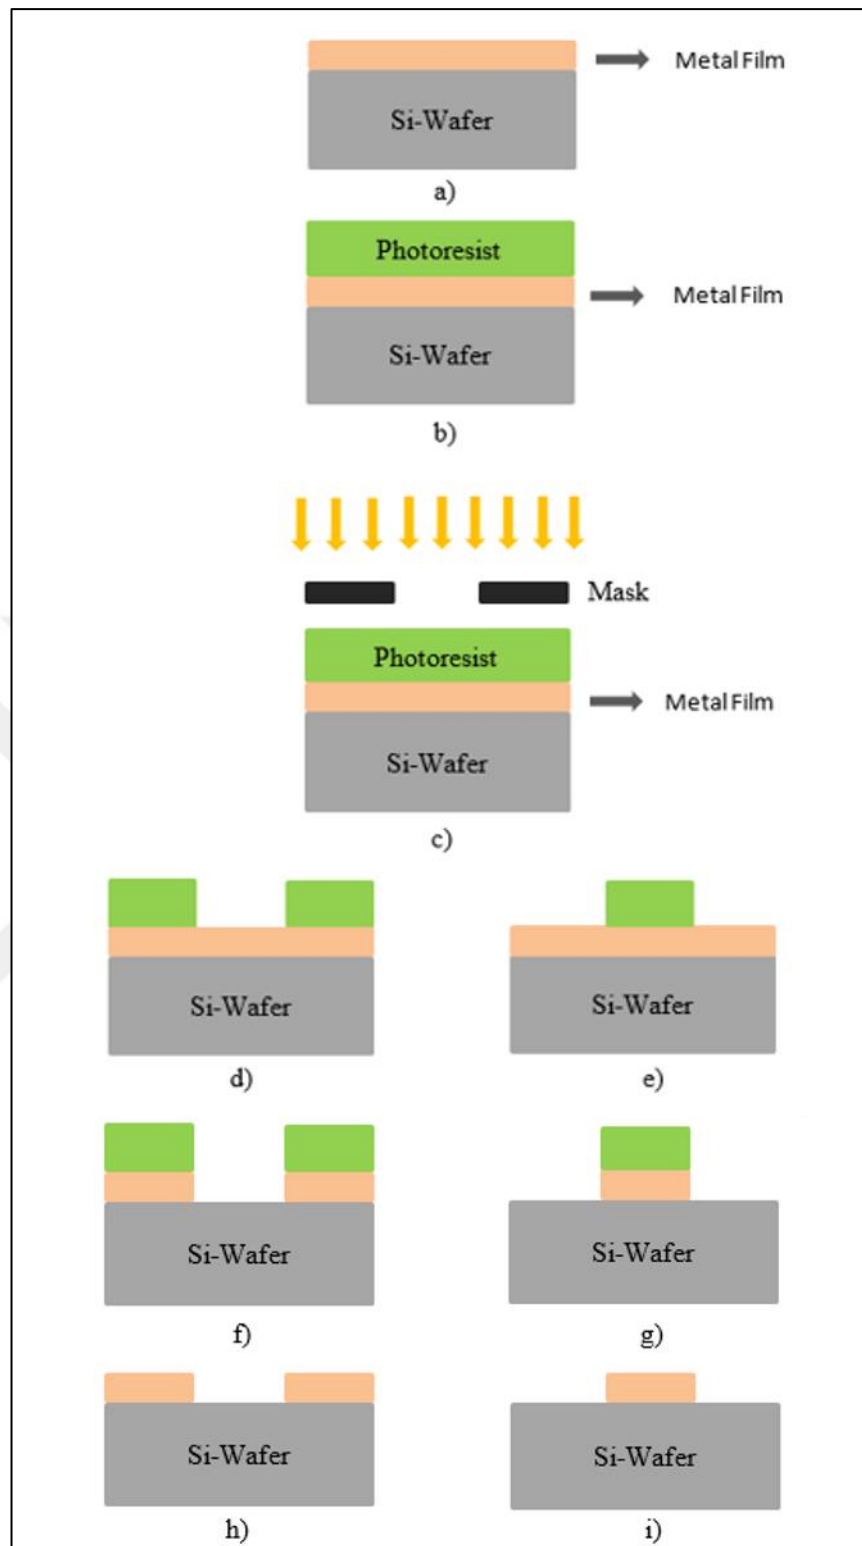 Metal Film
Si-Wafer
a)
Photoresist
Metal Film
Si-Wafer
b)
Mask
Photoresist
Metal Film
Si-Wafer
c)
Si-Wafer
d)
Si-Wafer
e)
Si-Wafer
f)
Si-Wafer
g)
Si-Wafer
h)
Si-Wafer
i)